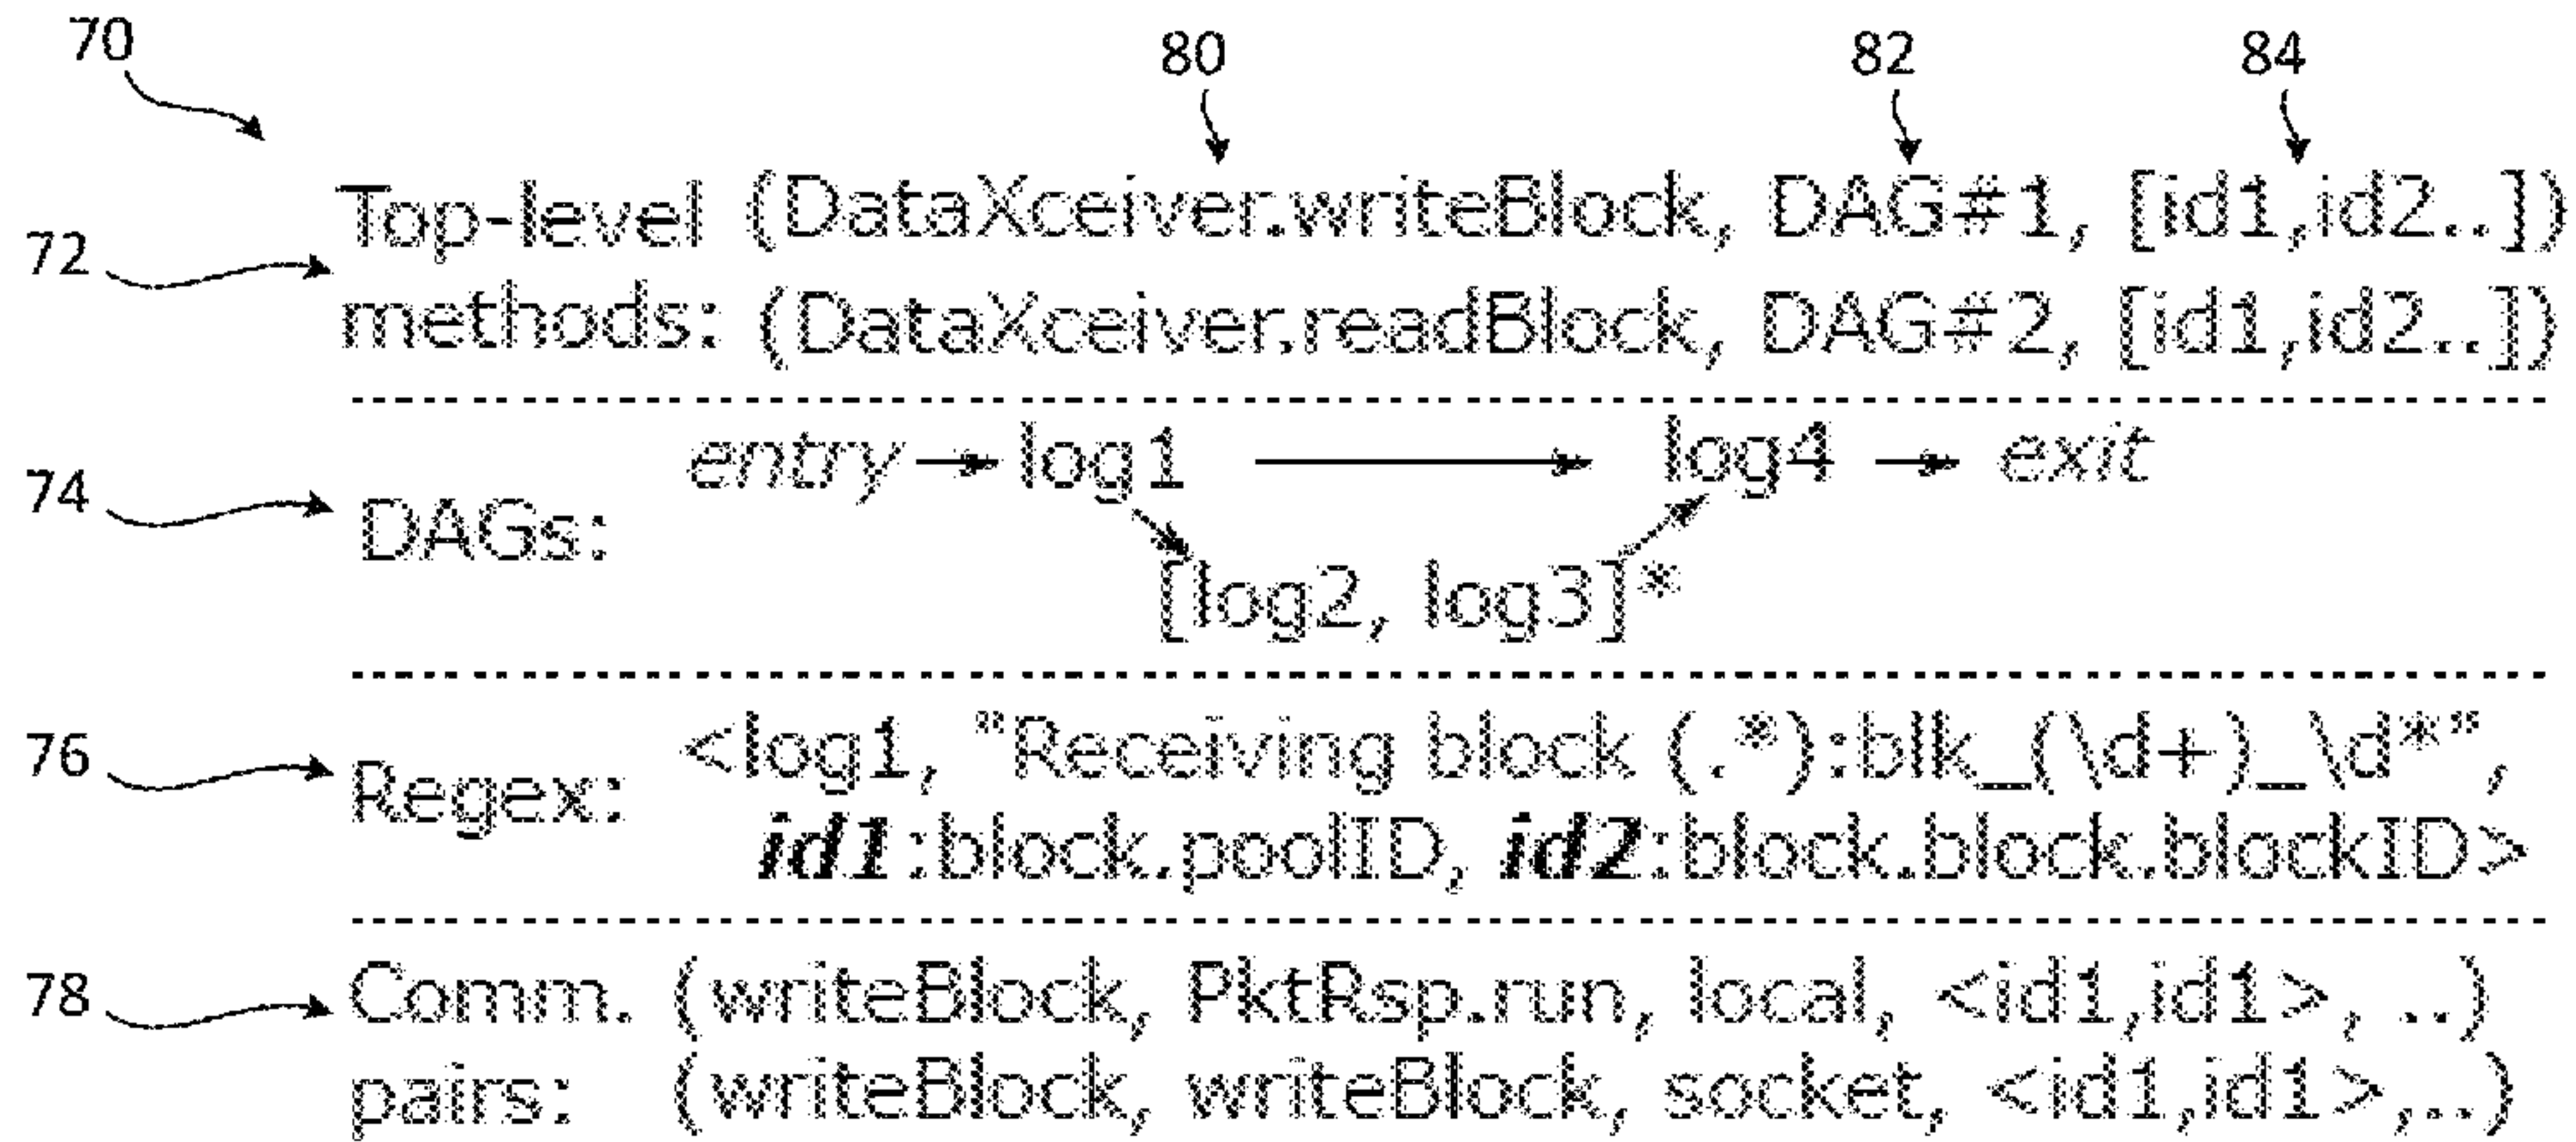 70 80 82 84
Top-level (DataXceiver.writeBlock, DAG#1, [id1,id2..])
72
methods: (DataXceiver.readBlock, DAG#2, [id1,id2..])
entry → log1 → log4 → exit
74
DAGs:
[log2, log3]*
<log1, "Receiving block (.*):blk_(\d+)_\d*",
76
Regex:
id1:block.poolID, id2:block.block.blockID>
78 Comm. (writeBlock, PktRsp.run, local, <id1,id1>, ..)
pairs: (writeBlock, writeBlock, socket, <id1,id1>,..)